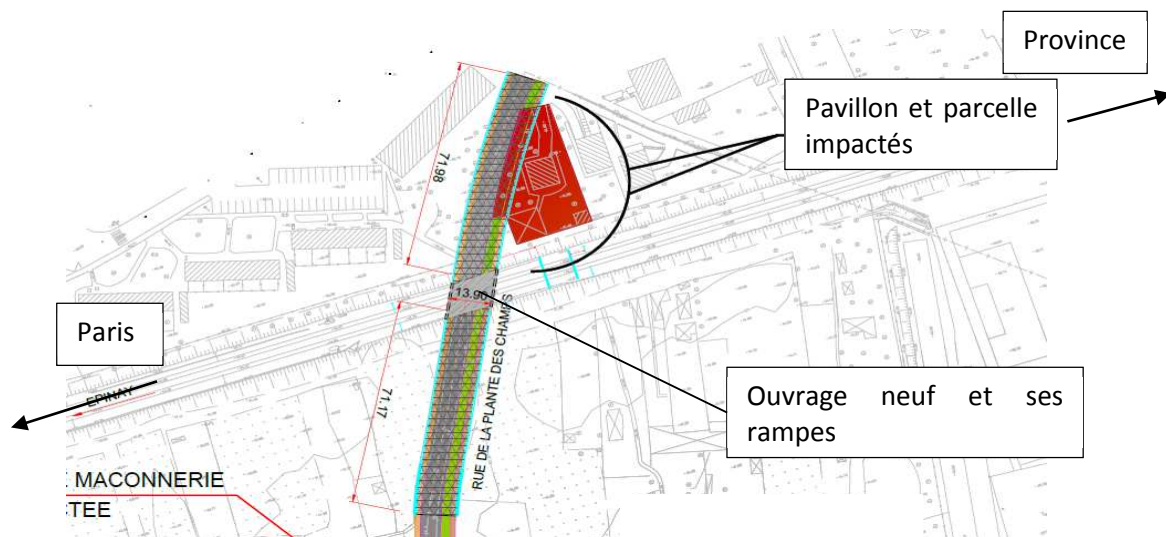 Province
Pavillon et parcelle
impactés
71.98
13.90
RUE DE LA PLANTE DES CHAMPS
Paris
EPINAY
71.17
Ouvrage neuf et ses
rampes
MACONNERIE
CTEE